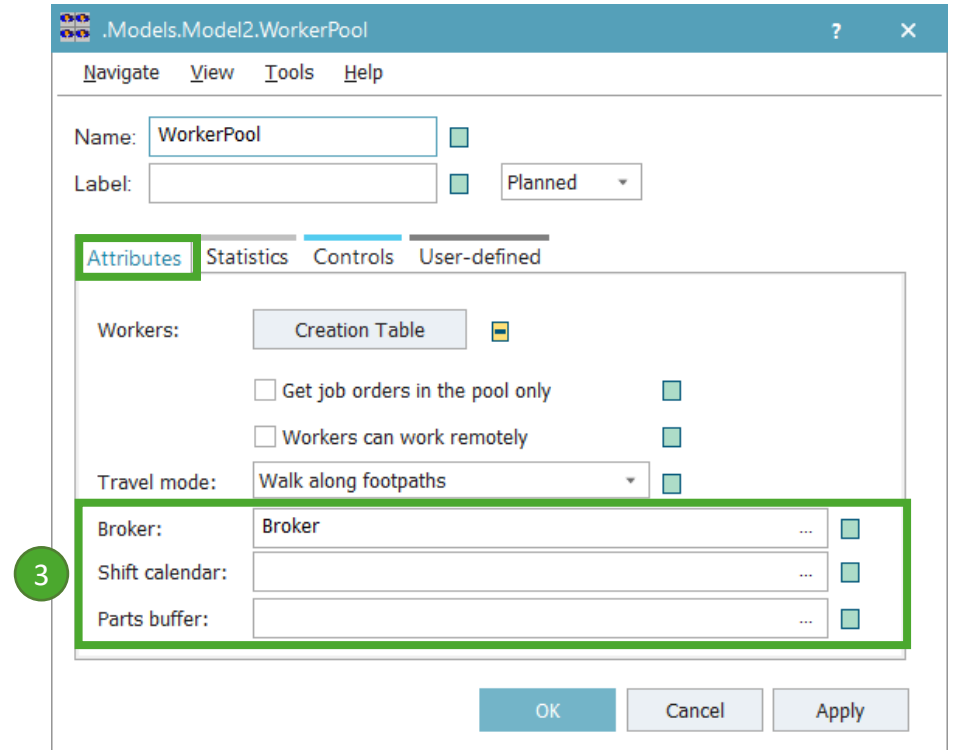 .Models.Model2.WorkerPool ? ×
Navigate View Tools Help
Name: WorkerPool
Label: Planned
Attributes Statistics Controls User-defined
Workers: Creation Table
Get job orders in the pool only
Workers can work remotely
Travel mode: Walk along footpaths
Broker: Broker ...
3 Shift calendar: ...
Parts buffer: ...
OK Cancel Apply